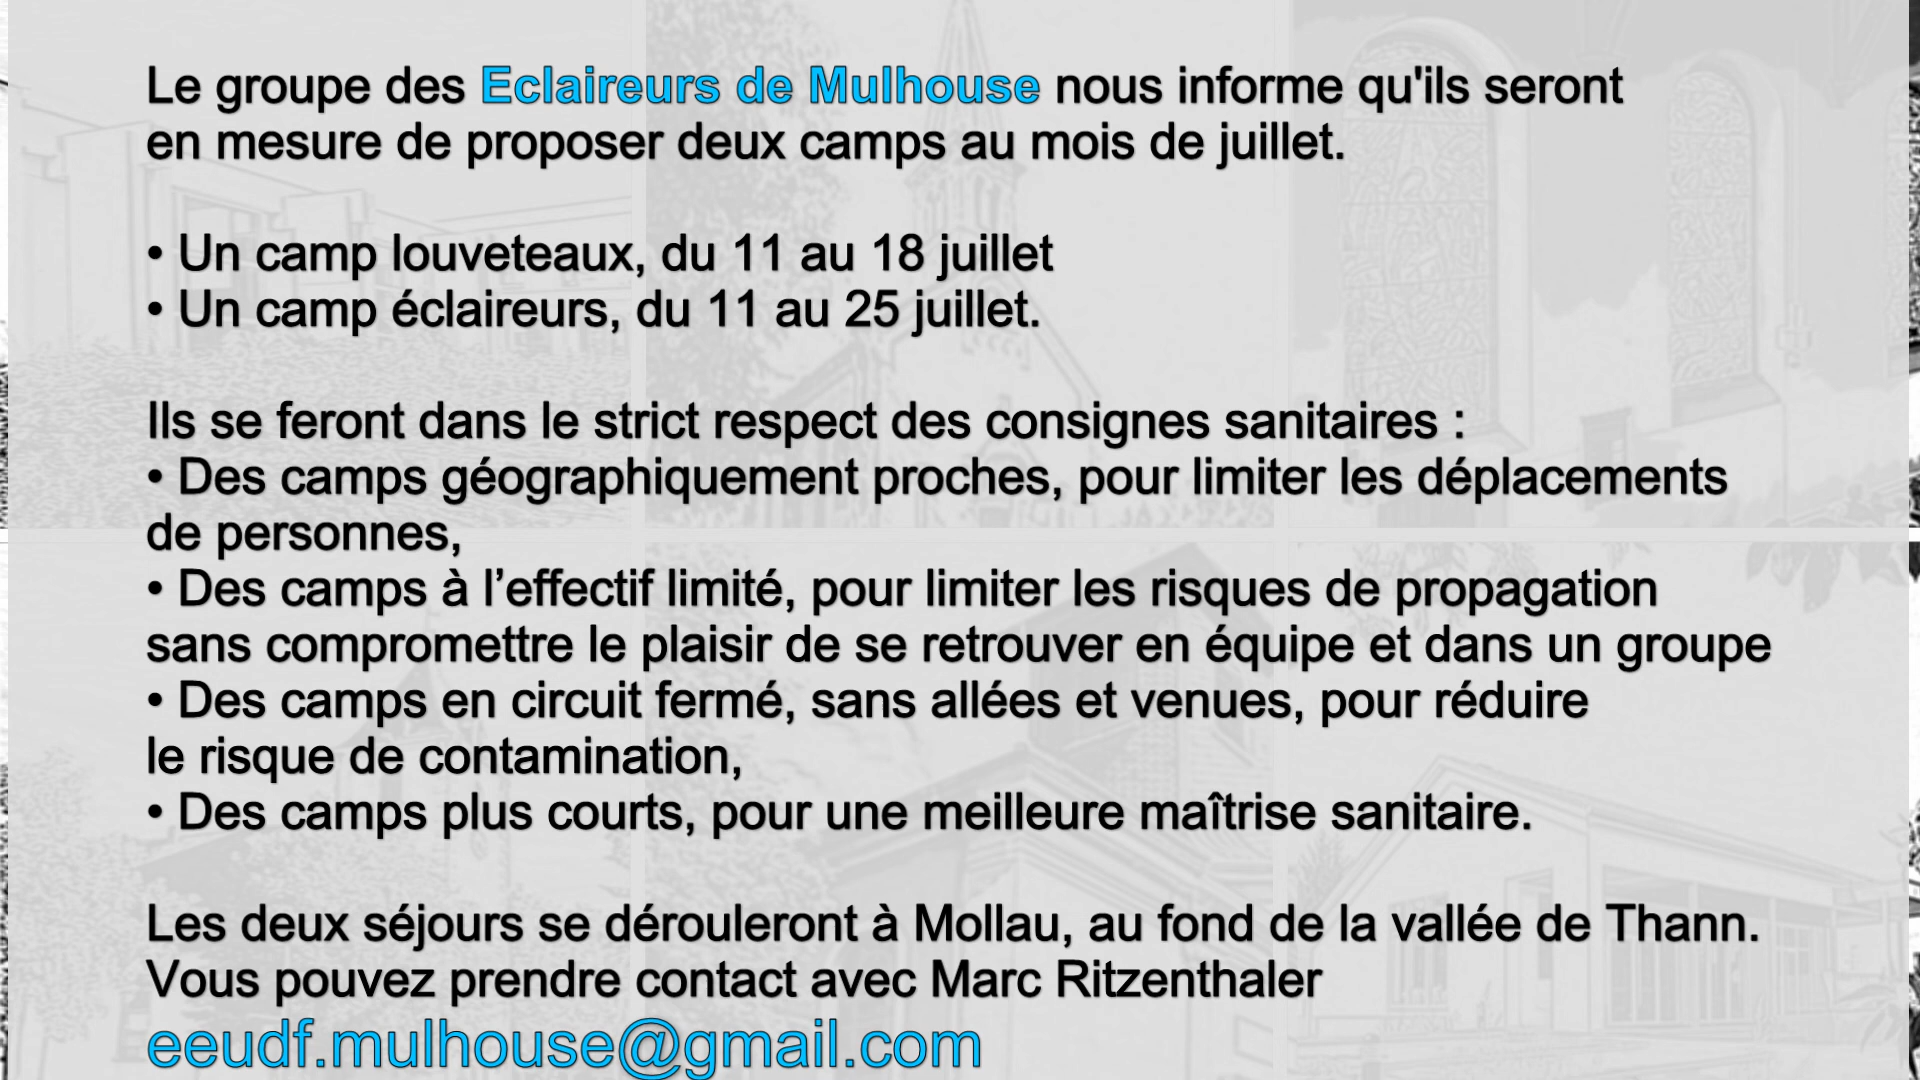 Le groupe des Eclaireurs de Mulhouse nous informe qu'ils seront
en mesure de proposer deux camps au mois de juillet.
• Un camp louveteaux, du 11 au 18 juillet
• Un camp éclaireurs, du 11 au 25 juillet.
Ils se feront dans le strict respect des consignes sanitaires :
• Des camps géographiquement proches, pour limiter les déplacements
de personnes,
• Des camps à l’effectif limité, pour limiter les risques de propagation
sans compromettre le plaisir de se retrouver en équipe et dans un groupe
• Des camps en circuit fermé, sans allées et venues, pour réduire
le risque de contamination,
• Des camps plus courts, pour une meilleure maîtrise sanitaire.
Les deux séjours se dérouleront à Mollau, au fond de la vallée de Thann.
Vous pouvez prendre contact avec Marc Ritzenthaler
eeudf.mulhouse@gmail.com